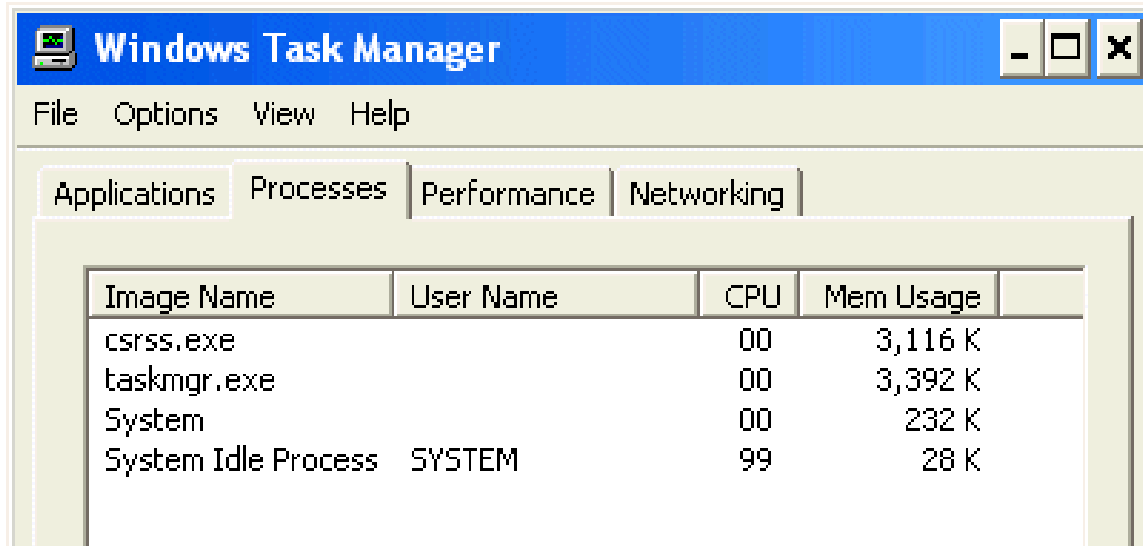 Windows Task Manager
File Options View Help
Applications Processes Performance Networking
Image Name User Name CPU Mem Usage
csrss.exe 00 3,116 K
taskmgr.exe 00 3,392 K
System 00 232 K
System Idle Process SYSTEM 99 28 K